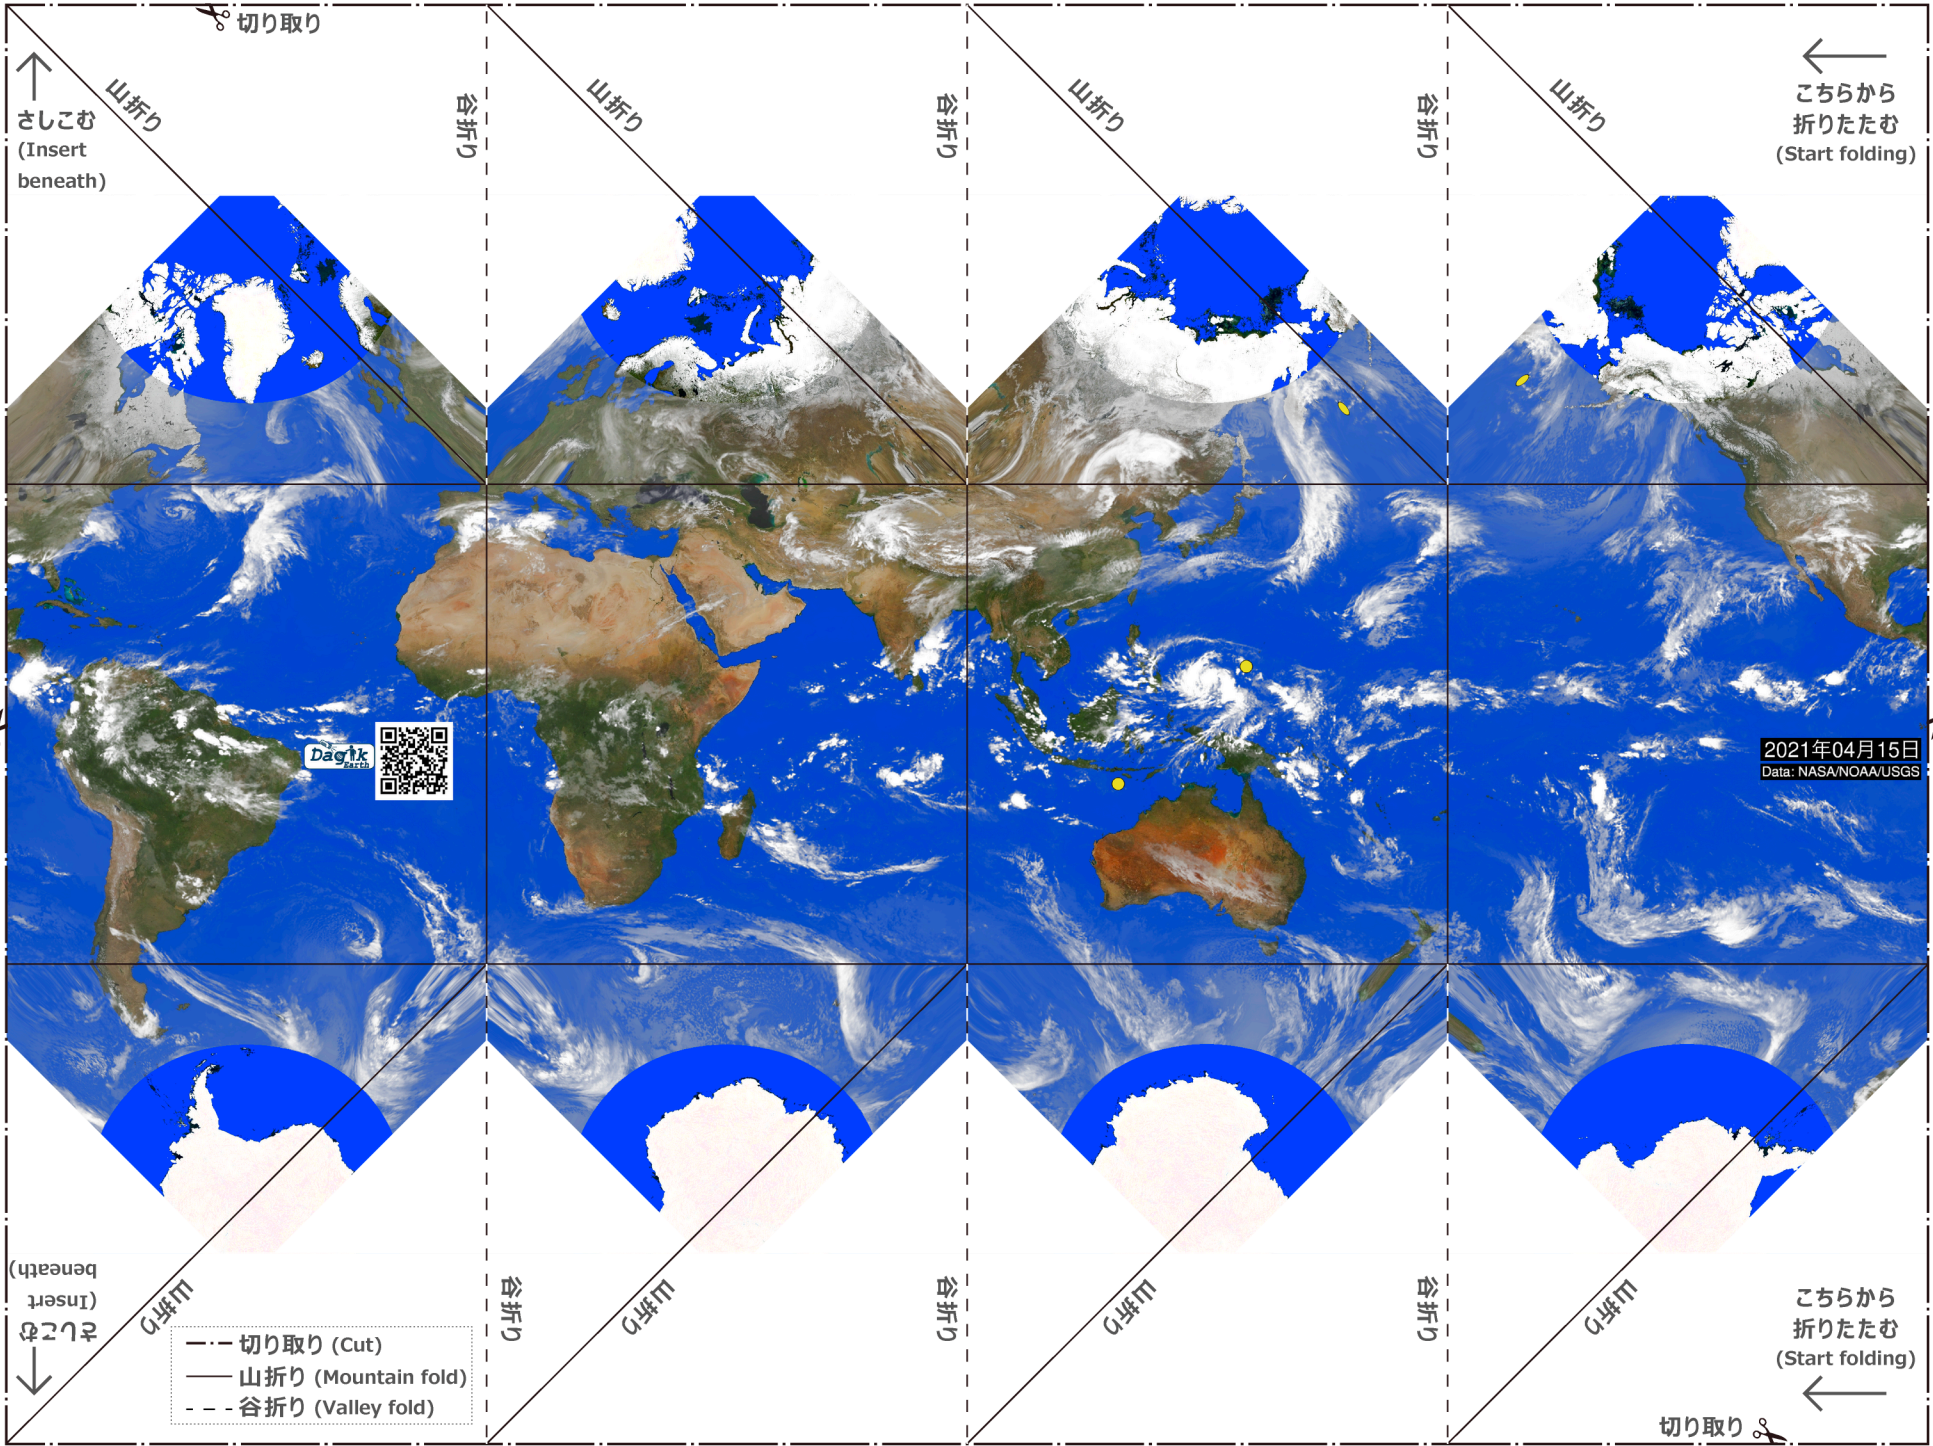 切り取り
山折り
谷折り
山折り
谷折り
山折り
谷折り
山折り
こちらから
折りたたむ
(Start folding)
さしこむ
(Insert
beneath)
Dagik
Earth
2021年04月15日
Data: NASA/NOAA/USGS
さしこむ
(Insert
beneath)
山折り
谷折り
山折り
谷折り
山折り
谷折り
山折り
こちらから
折りたたむ
(Start folding)
切り取り (Cut)
山折り (Mountain fold)
谷折り (Valley fold)
切り取り